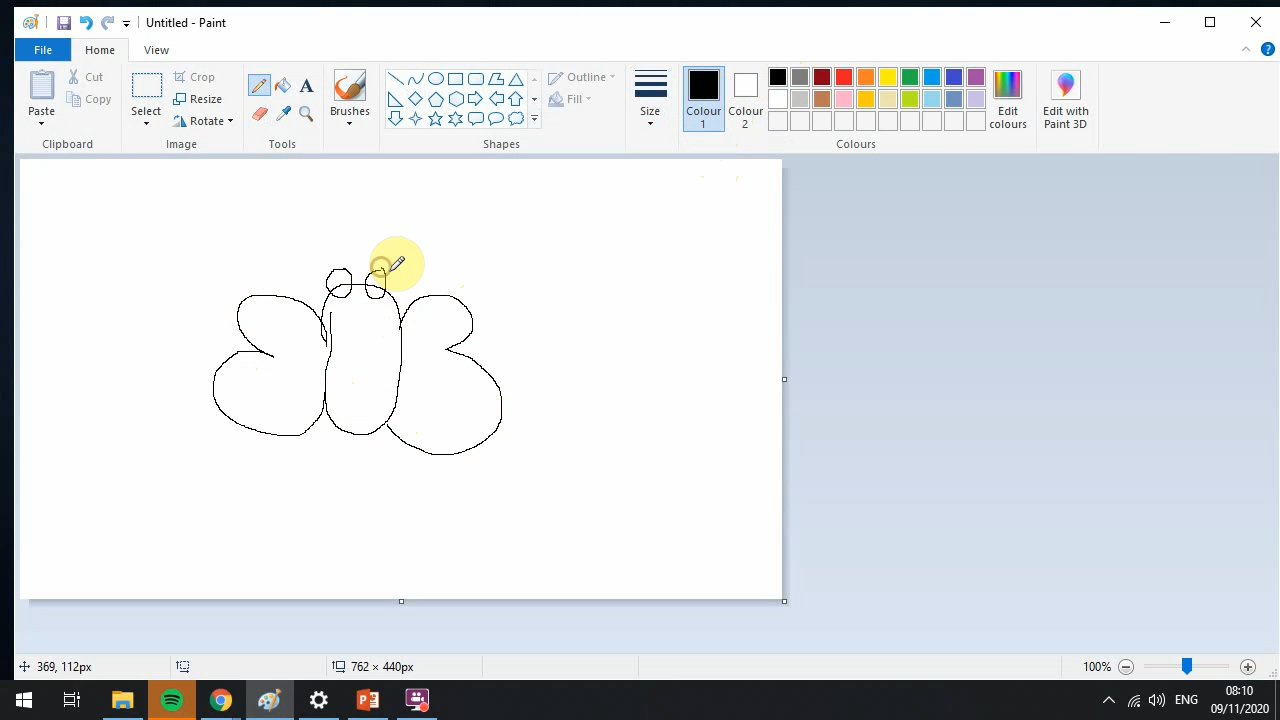 Untitled - Paint
File
Home
View
Paste
Cut
Copy
Clipboard
Select
Crop
Resize
Rotate
Image
A
Tools
Brushes
Shapes
Outline
Fill
Size
Colour
1
Colour
2
Edit
colours
Colours
Edit with
Paint 3D
?
369, 112px
762 × 440px
100%
ENG
08:10
09/11/2020